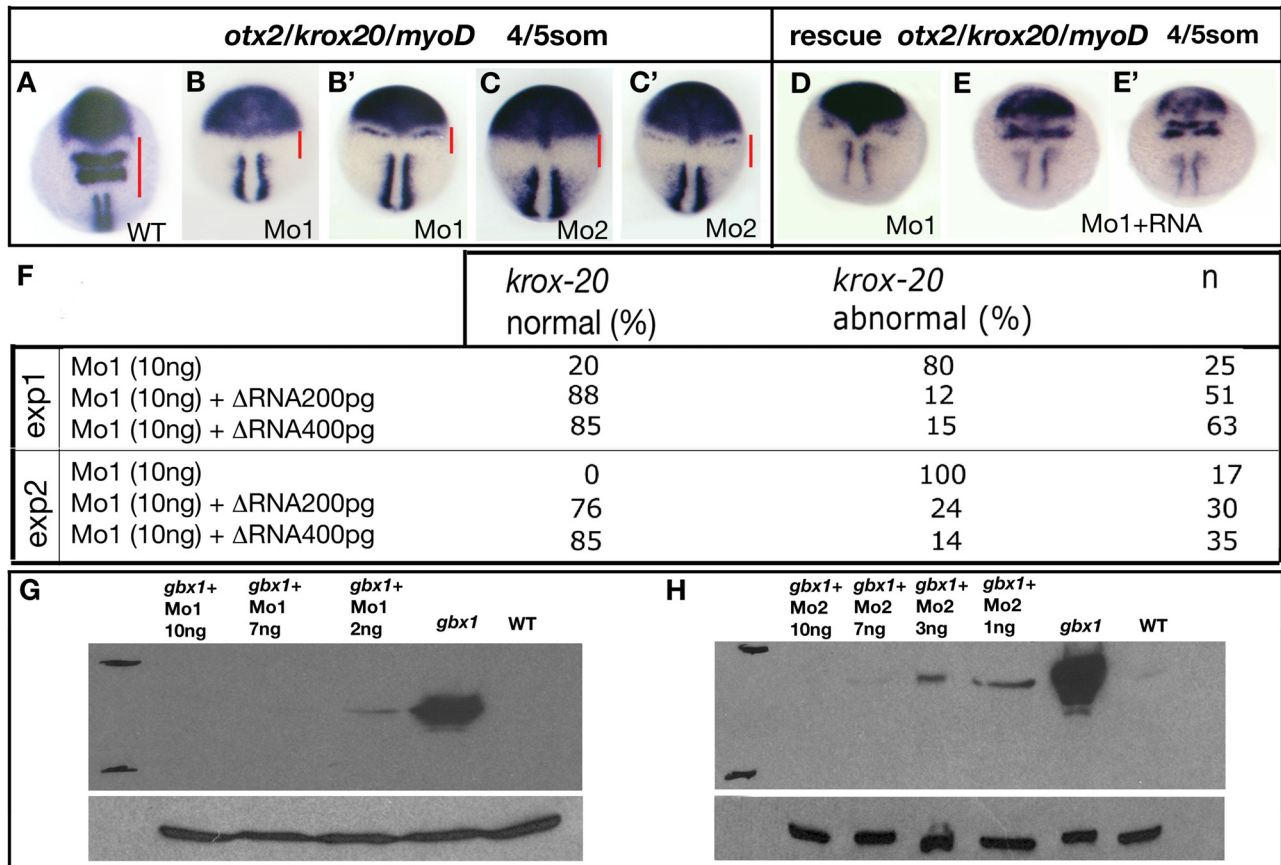 otx2/krox20/myoD 4/5som
rescue otx2/krox20/myoD 4/5som
A B B’ C C’ D E E’
WT Mo1 Mo1 Mo2 Mo2 Mo1 Mo1+RNA
F
krox-20 normal (%)
krox-20 abnormal (%)
n
exp1
Mo1 (10ng) 20 80 25
Mo1 (10ng) + ΔRNA200pg 88 12 51
Mo1 (10ng) + ΔRNA400pg 85 15 63
exp2
Mo1 (10ng) 0 100 17
Mo1 (10ng) + ΔRNA200pg 76 24 30
Mo1 (10ng) + ΔRNA400pg 85 14 35
G
gbx1+ Mo1 10ng
gbx1+ Mo1 7ng
gbx1+ Mo1 2ng
gbx1
WT
H
gbx1+ Mo2 10ng
gbx1+ Mo2 7ng
gbx1+ Mo2 3ng
gbx1+ Mo2 1ng
gbx1
WT